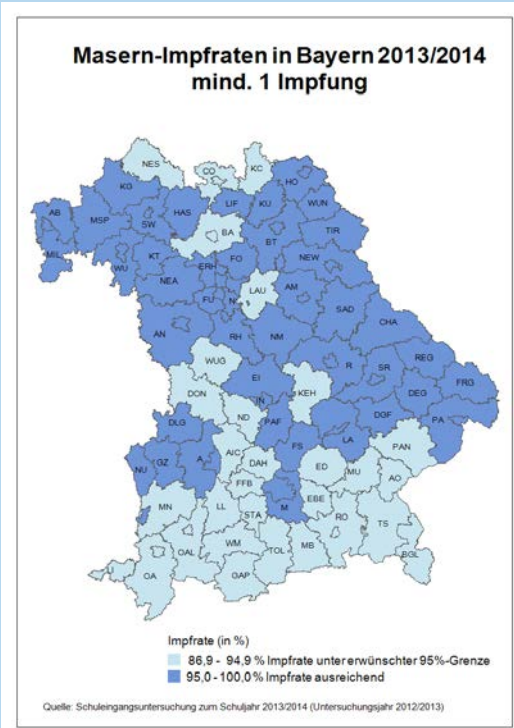 Masern-Impfraten in Bayern 2013/2014
mind. 1 Impfung
NES
CO
KC
KG
HO
AB
MSP
SW
HAS
LIF
KU
WUN
MIL
WU
KT
BA
BT
TIR
NEA
ERH
FO
NEW
FÜ
N
LAU
AM
AN
RH
NM
SAD
CHA
WUG
EI
R
SR
REG
DON
IN
KEH
DEG
FRG
ND
PAF
DGF
PA
DLG
AIC
FS
LA
PAN
NU
GZ
A
DAH
ED
MÜ
AÖ
FFB
M
EBE
MN
LL
STA
RO
TS
OAL
WM
TÖL
MB
BGL
LI
OA
GAP
Impfrate (in %)
86,9 - 94,9 % Impfrate unter erwünschter 95%-Grenze
95,0 - 100,0 % Impfrate ausreichend
Quelle: Schuleingangsuntersuchung zum Schuljahr 2013/2014 (Untersuchungsjahr 2012/2013)